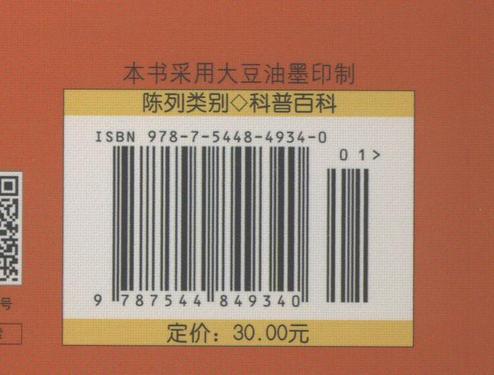 本书采用大豆油墨印制
陈列类别◇科普百科
ISBN 978-7-5448-4934-0
01>
9 787544 849340
定价：30.00元
号